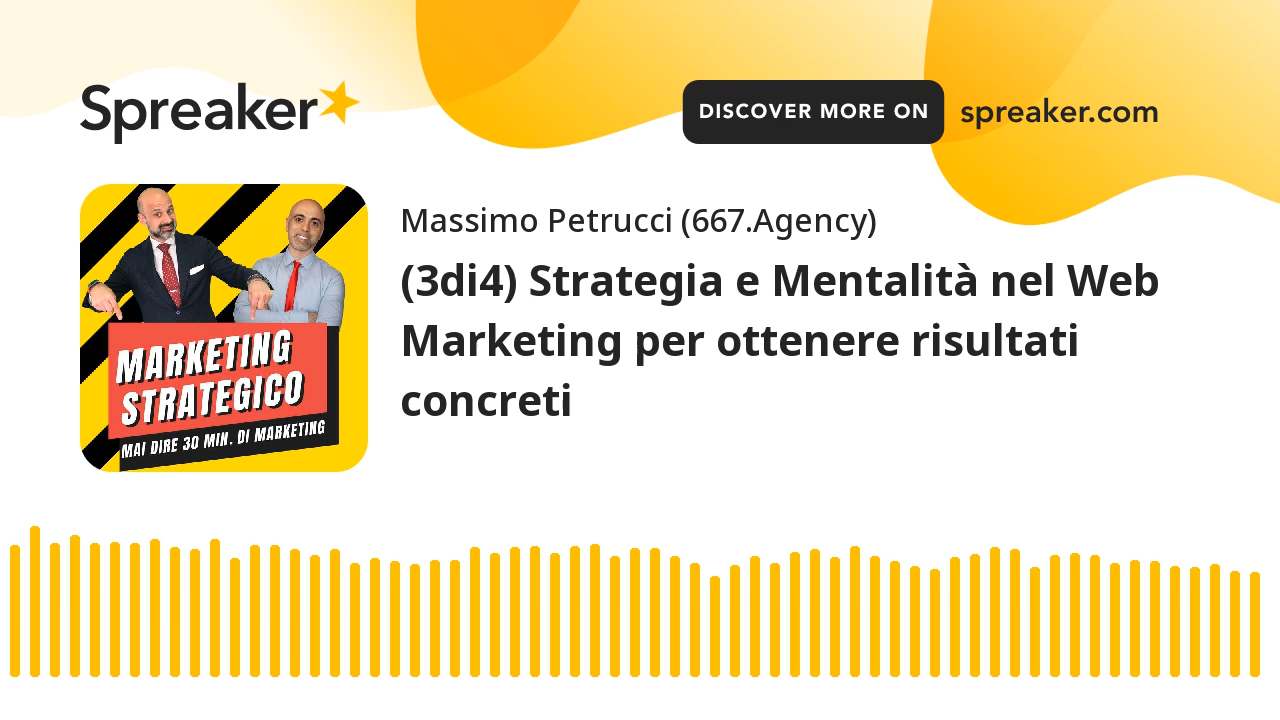 Spreaker
DISCOVER MORE ON
spreaker.com
Massimo Petrucci (667.Agency)
(3di4) Strategia e Mentalità nel Web
Marketing per ottenere risultati
concreti
MARKETING
STRATEGICO
MAI DIRE 30 MIN. DI MARKETING